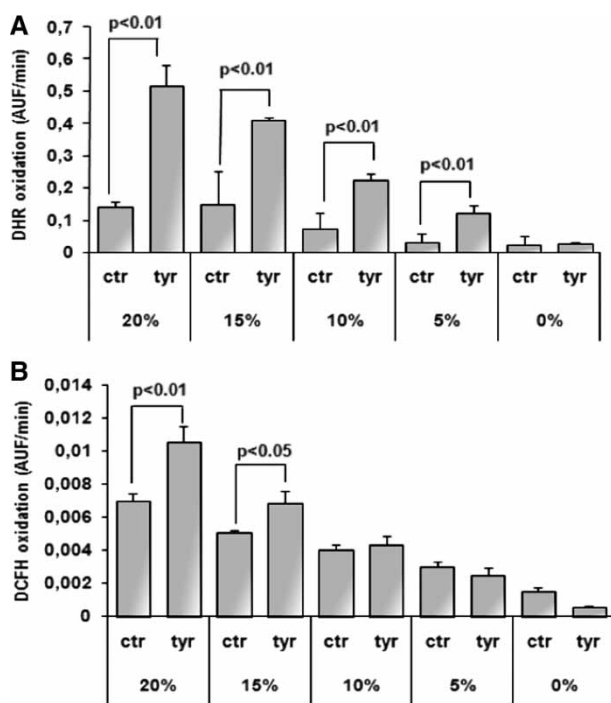 A
DHR oxidation (AUF/min)
0,7
0,6
0,5
0,4
0,3
0,2
0,1
0
p<0.01
p<0.01
p<0.01
p<0.01
ctr tyr ctr tyr ctr tyr ctr tyr ctr tyr
20% 15% 10% 5% 0%
B
DCFH oxidation (AUF/min)
0,014
0,012
0,01
0,008
0,006
0,004
0,002
0
p<0.01
p<0.05
ctr tyr ctr tyr ctr tyr ctr tyr ctr tyr
20% 15% 10% 5% 0%